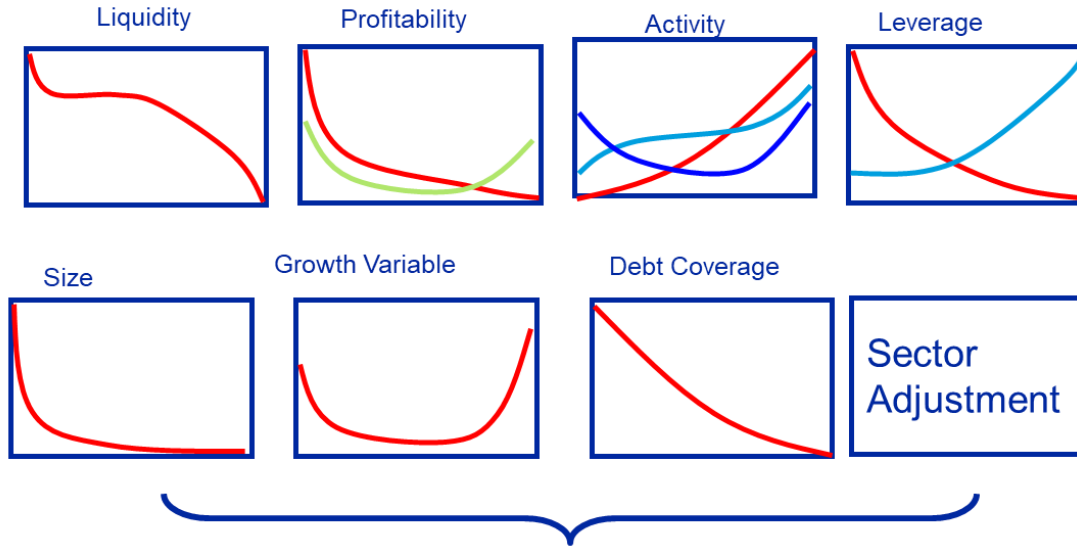 Liquidity
Profitability
Activity
Leverage
Size
Growth Variable
Debt Coverage
Sector
Adjustment